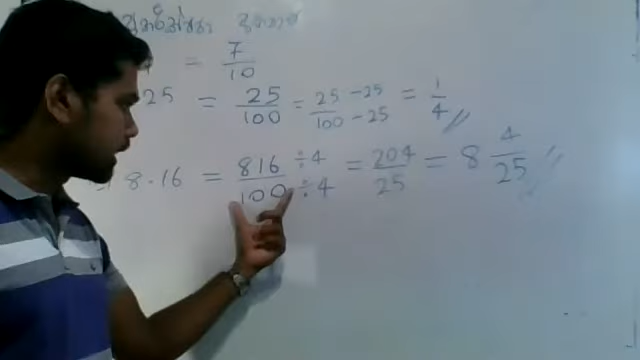 = 7/10
25 = 25/100 = 25 - 25/100 - 25 = 1/4
8.16 = 816 ÷ 4/100 ÷ 4 = 204/25 = 8 4/25